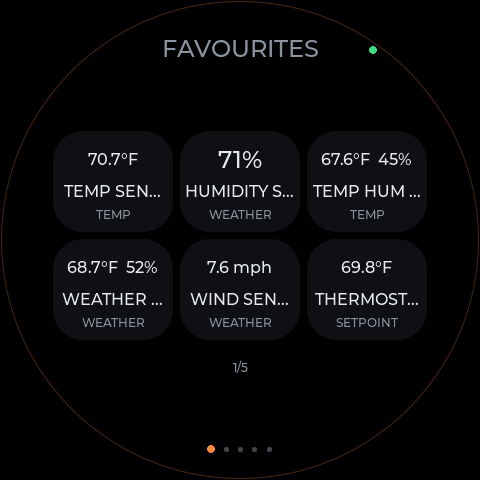 FAVOURITES
70.7°F
TEMP SEN...
TEMP
71%
HUMIDITY S...
WEATHER
67.6°F 45%
TEMP HUM ...
TEMP
68.7°F 52%
WEATHER ...
WEATHER
7.6 mph
WIND SEN...
WEATHER
69.8°F
THERMOST...
SETPOINT
1/5